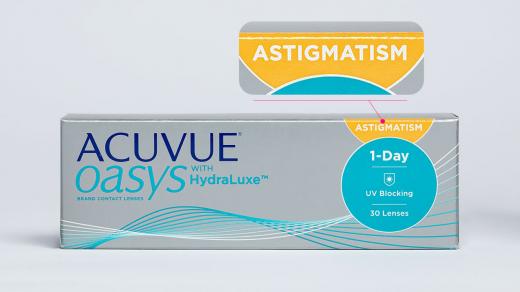 ASTIGMATISM
ASTIGMATISM
ACUVUE®
oasys WITH HydraLuxe™
BRAND CONTACT LENSES
1-Day
UV Blocking
30 Lenses